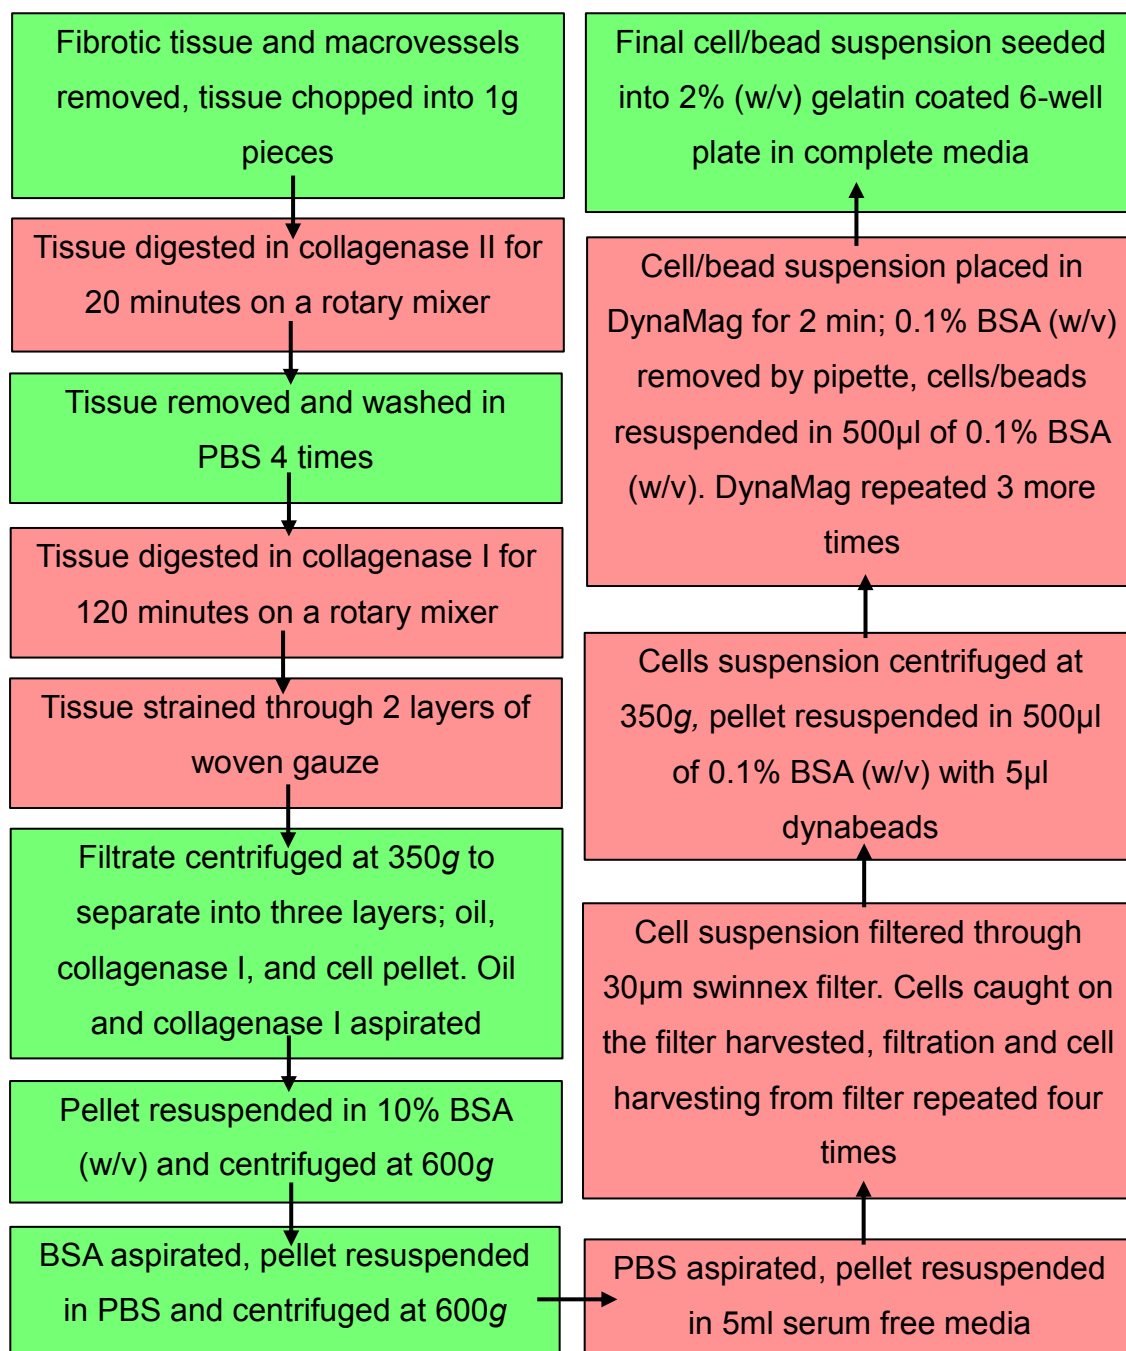 Fibrotic tissue and macrovessels
removed, tissue chopped into 1g
pieces
Tissue digested in collagenase II for
20 minutes on a rotary mixer
Tissue removed and washed in
PBS 4 times
Tissue digested in collagenase I for
120 minutes on a rotary mixer
Tissue strained through 2 layers of
woven gauze
Filtrate centrifuged at 350g to
separate into three layers; oil,
collagenase I, and cell pellet. Oil
and collagenase I aspirated
Pellet resuspended in 10% BSA
(w/v) and centrifuged at 600g
BSA aspirated, pellet resuspended
in PBS and centrifuged at 600g
PBS aspirated, pellet resuspended
in 5ml serum free media
Cell suspension filtered through
30µm swinnex filter. Cells caught on
the filter harvested, filtration and cell
harvesting from filter repeated four
times
Cells suspension centrifuged at
350g, pellet resuspended in 500µl
of 0.1% BSA (w/v) with 5µl
dynabeads
Cell/bead suspension placed in
DynaMag for 2 min; 0.1% BSA (w/v)
removed by pipette, cells/beads
resuspended in 500µl of 0.1% BSA
(w/v). DynaMag repeated 3 more
times
Final cell/bead suspension seeded
into 2% (w/v) gelatin coated 6-well
plate in complete media